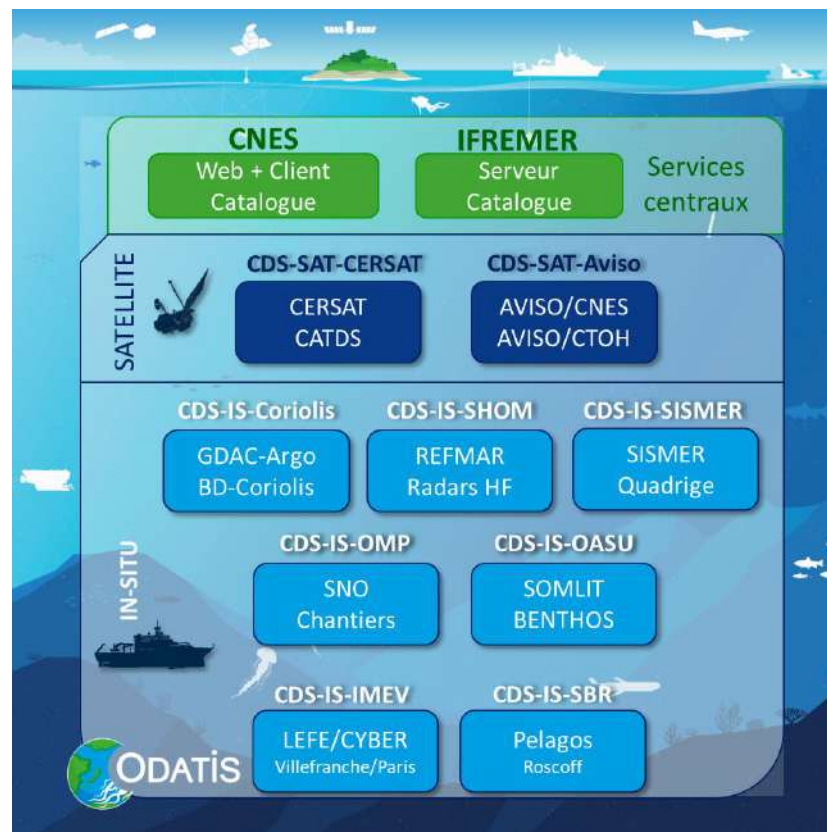 CNES
Web + Client
Catalogue
IFREMER
Serveur
Catalogue
Services
centraux
SATELLITE
CDS-SAT-CERSAT
CERSAT
CATDS
CDS-SAT-Aviso
AVISO/CNES
AVISO/CTOH
IN-SITU
CDS-IS-Coriolis
GDAC-Argo
BD-Coriolis
CDS-IS-SHOM
REFMAR
Radars HF
CDS-IS-SISMER
SISMER
Quadrige
CDS-IS-OMP
SNO
Chantiers
CDS-IS-OASU
SOMLIT
BENTHOS
CDS-IS-IMEV
LEFE/CYBER
Villefranche/Paris
CDS-IS-SBR
Pelagos
Roscoff
ODATIS